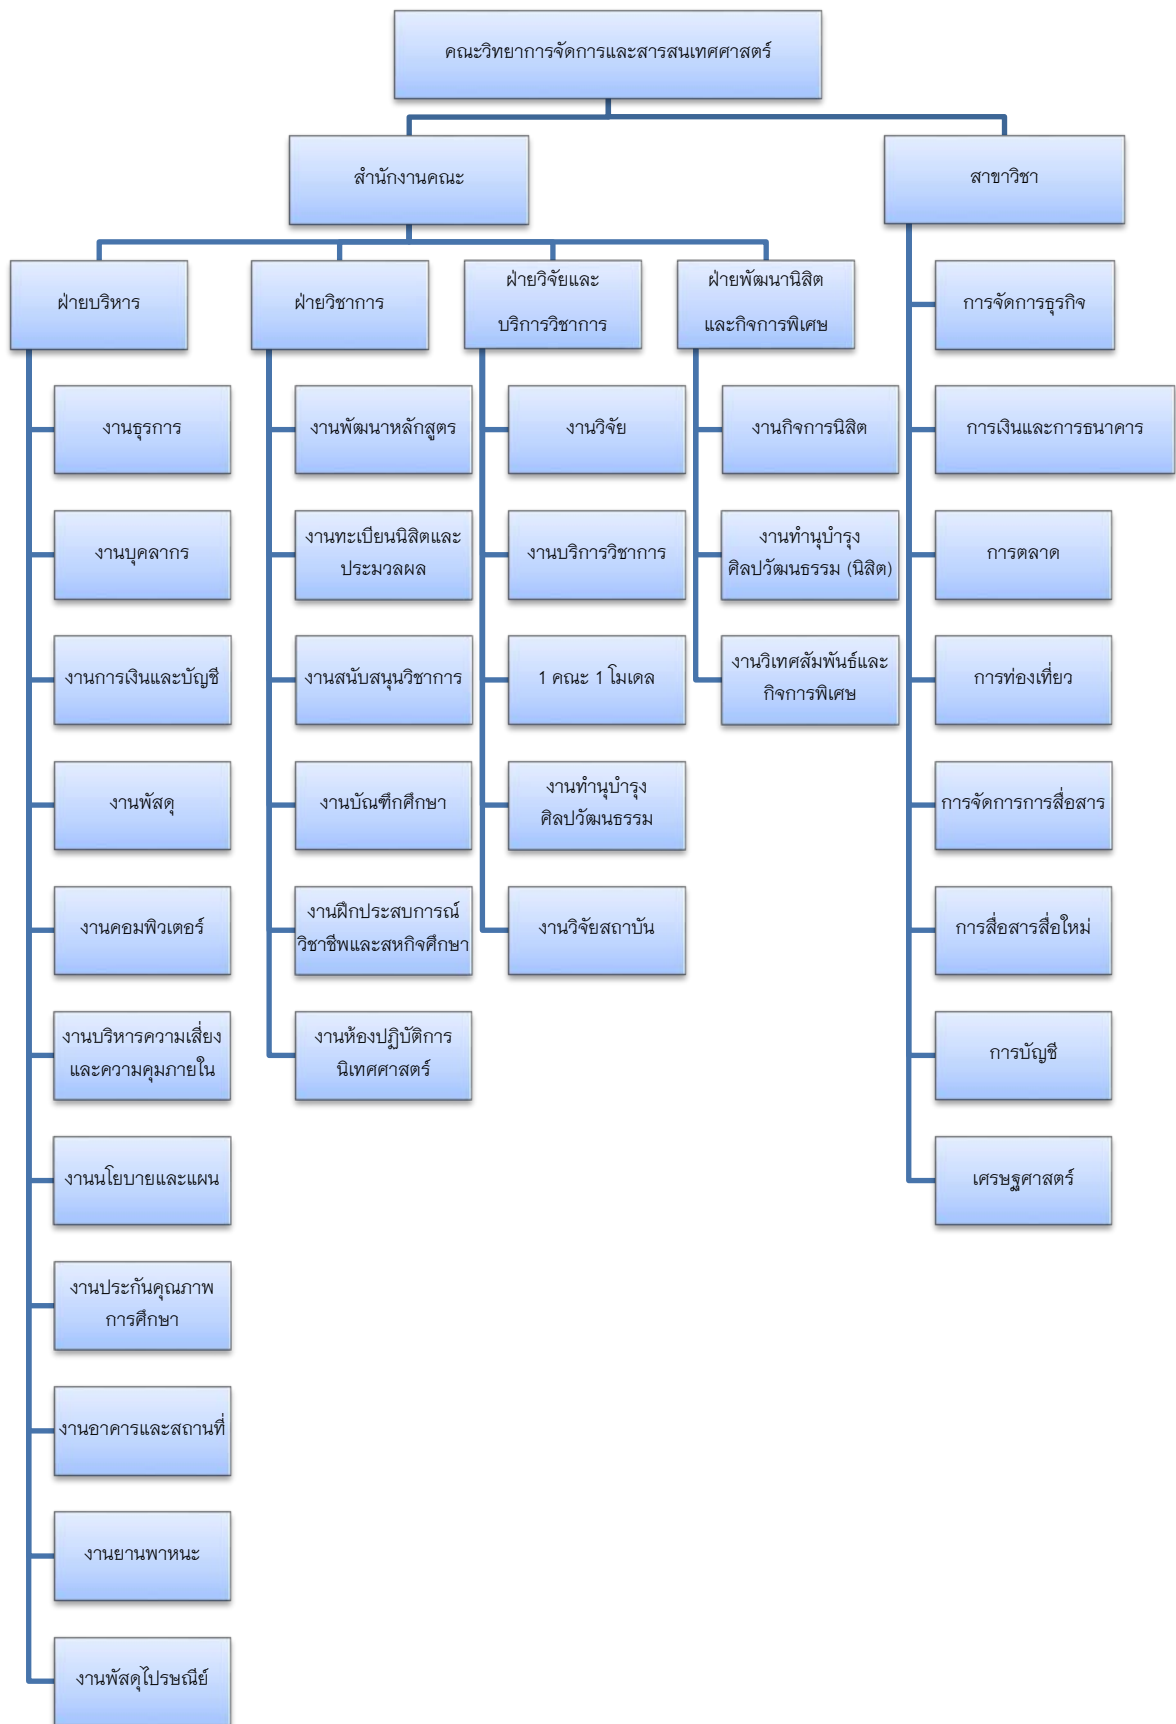 คณะวิทยาการจัดการและสารสนเทศศาสตร์
สำนักงานคณะ
สาขาวิชา
ฝ่ายบริหาร
ฝ่ายวิชาการ
ฝ่ายวิจัยและ
บริการวิชาการ
ฝ่ายพัฒนานิสิต
และกิจการพิเศษ
งานธุรการ
งานบุคลากร
งานการเงินและบัญชี
งานพัสดุ
งานคอมพิวเตอร์
งานบริหารความเสี่ยง
และความคุมภายใน
งานนโยบายและแผน
งานประกันคุณภาพ
การศึกษา
งานอาคารและสถานที่
งานยานพาหนะ
งานพัสดุไปรษณีย์
งานพัฒนาหลักสูตร
งานทะเบียนนิสิตและ
ประมวลผล
งานสนับสนุนวิชาการ
งานบัณฑิกศึกษา
งานฝึกประสบการณ์
วิชาชีพและสหกิจศึกษา
งานห้องปฏิบัติการ
นิเทศศาสตร์
งานวิจัย
งานบริการวิชาการ
1 คณะ 1 โมเดล
งานทำนุบำรุง
ศิลปวัฒนธรรม
งานวิจัยสถาบัน
งานกิจการนิสิต
งานทำนุบำรุง
ศิลปวัฒนธรรม (นิสิต)
งานวิเทศสัมพันธ์และ
กิจการพิเศษ
การจัดการธุรกิจ
การเงินและการธนาคาร
การตลาด
การท่องเที่ยว
การจัดการการสื่อสาร
การสื่อสารสื่อใหม่
การบัญชี
เศรษฐศาสตร์